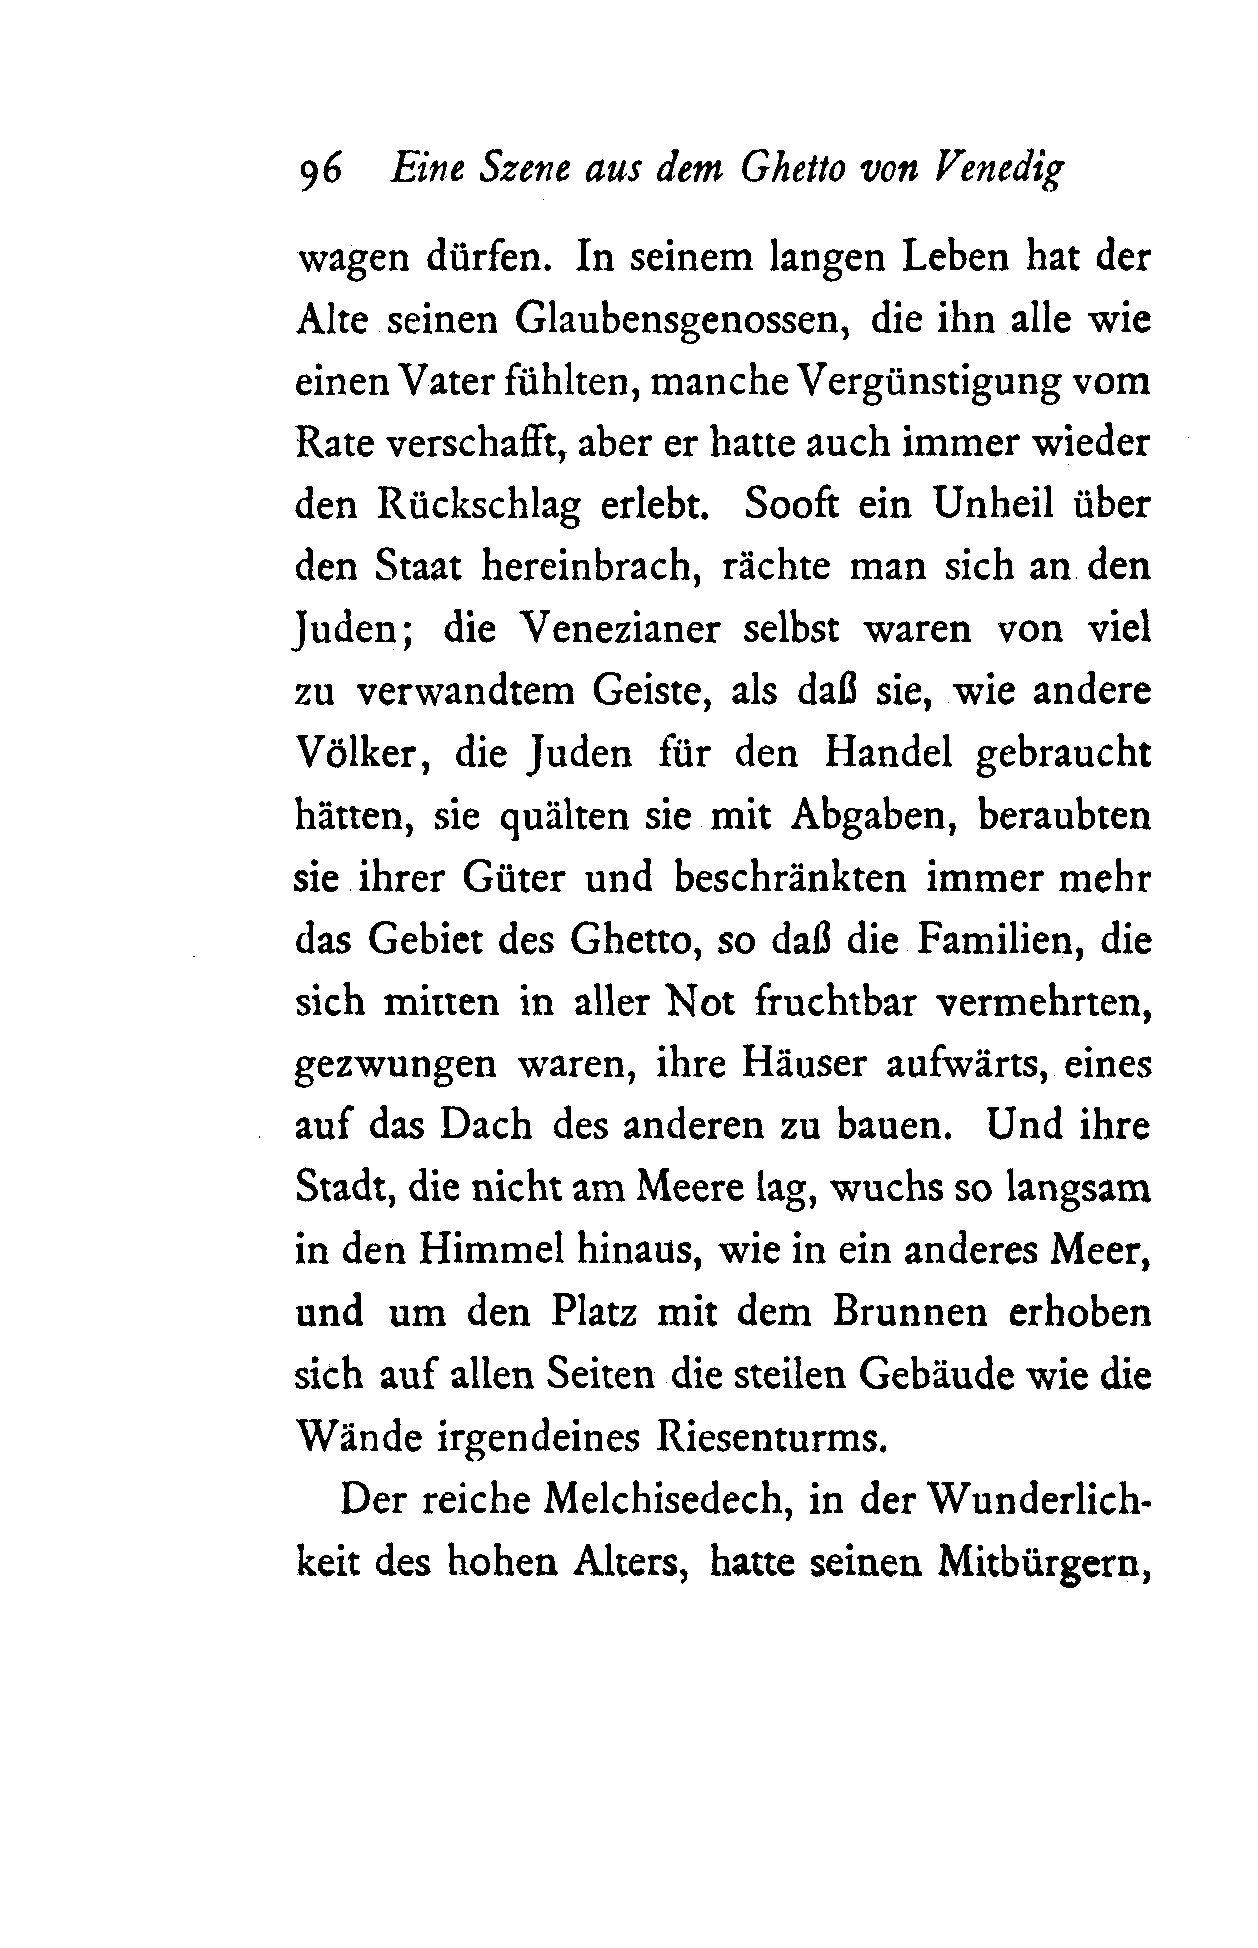 96 Eine Szene aus dem Ghetto von Venedig
wagen dürfen. In seinem langen Leben hat der
Alte seinen Glaubensgenossen, die ihn alle wie
einen Vater fühlten, manche Vergünstigung vom
Rate verschafft, aber er hatte auch immer wieder
den Rückschlag erlebt. Sooft ein Unheil über
den Staat hereinbrach, rächte man sich an den
Juden; die Venezianer selbst waren von viel
zu verwandtem Geiste, als daß sie, wie andere
Völker, die Juden für den Handel gebraucht
hätten, sie quälten sie mit Abgaben, beraubten
sie ihrer Güter und beschränkten immer mehr
das Gebiet des Ghetto, so daß die Familien, die
sich mitten in aller Not fruchtbar vermehrten,
gezwungen waren, ihre Häuser aufwärts, eines
auf das Dach des anderen zu bauen. Und ihre
Stadt, die nicht am Meere lag, wuchs so langsam
in den Himmel hinaus, wie in ein anderes Meer,
und um den Platz mit dem Brunnen erhoben
sich auf allen Seiten die steilen Gebäude wie die
Wände irgendeines Riesenturms.
Der reiche Melchisedech, in der Wunderlich-
keit des hohen Alters, hatte seinen Mitbürgern,